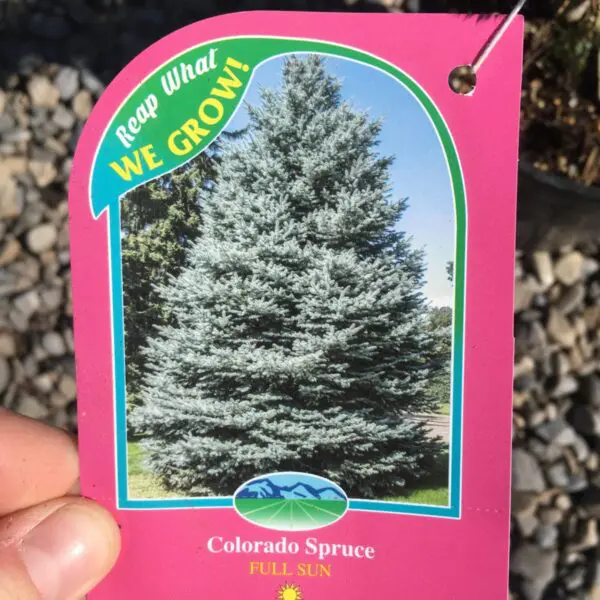 Reap What
WE GROW!
Colorado Spruce
FULL SUN